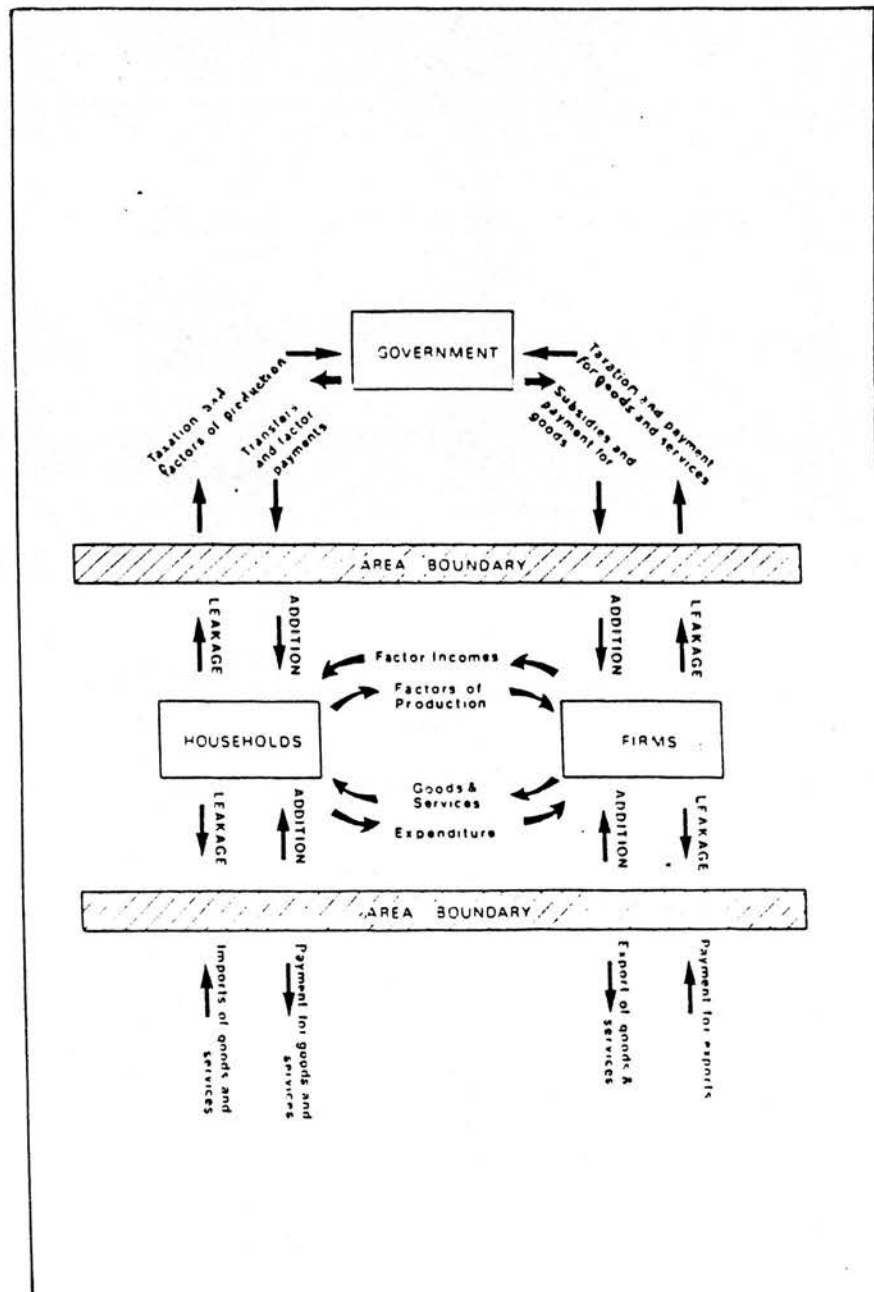 GOVERNMENT
Taxation and
factors of production
Transfers
and factor
payments
Subsidies and
payment for
goods
Taxation and payment
for goods and services
AREA BOUNDARY
LEAKAGE
ADDITION
ADDITION
LEAKAGE
Factor Incomes
Factors of
Production
HOUSEHOLDS
FIRMS
Goods &
Services
Expenditure
LEAKAGE
ADDITION
ADDITION
LEAKAGE
AREA BOUNDARY
Imports of goods and
services
Payment for goods and
services
Export of goods &
services
Payment for exports